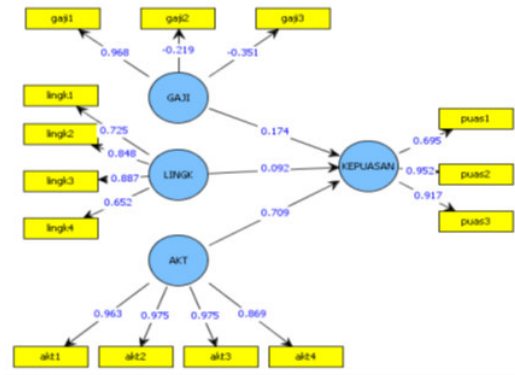 gaji1
gaji2
gaji3
0.968
-0.219
-0.351
GAJI
lingk1
lingk2
lingk3
lingk4
0.725
0.848
0.887
0.652
LINGK
0.174
0.092
0.709
KEPUASAN
puas1
puas2
puas3
0.695
0.952
0.917
AKT
0.963
0.975
0.975
0.869
akt1
akt2
akt3
akt4